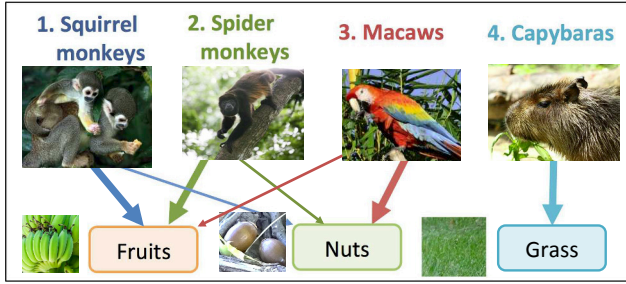 1. Squirrel
monkeys
2. Spider
monkeys
3. Macaws
4. Capybaras
Fruits
Nuts
Grass